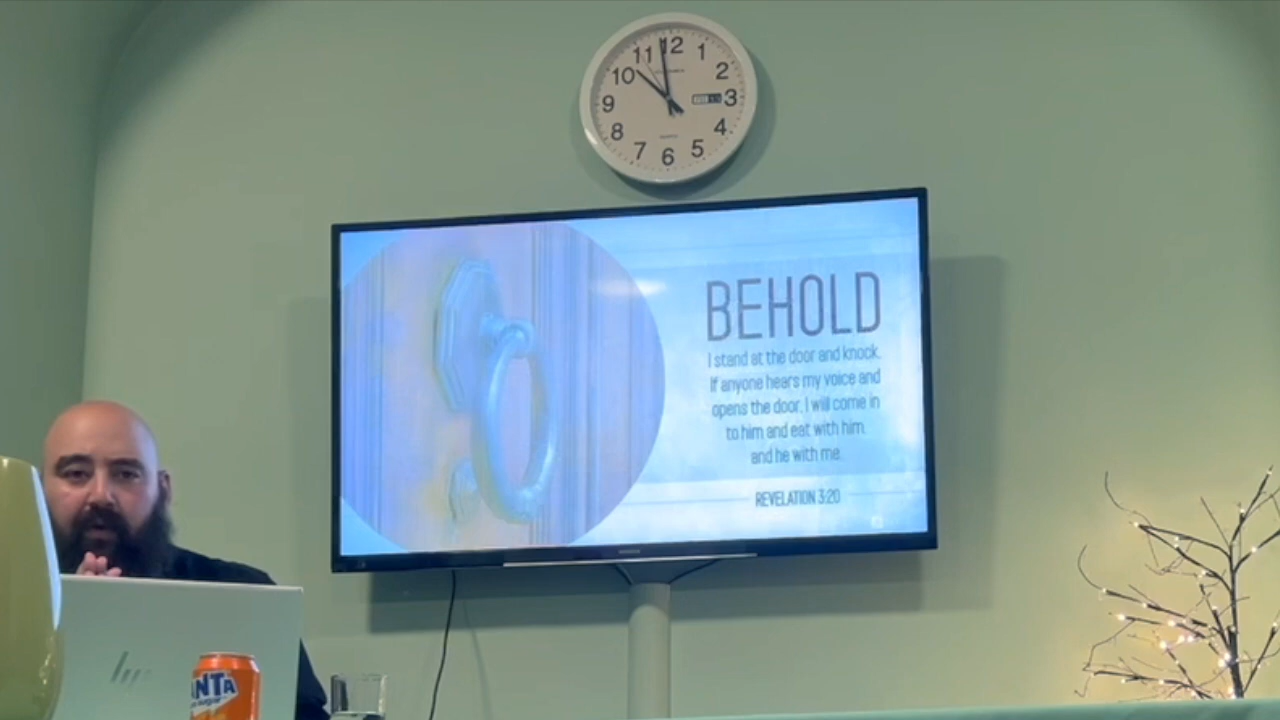 12
1
2
3
4
5
6
7
8
9
10
11
BEHOLD
I stand at the door and knock.
If anyone hears my voice and
opens the door, I will come in
to him and eat with him,
and he with me.
REVELATION 3:20
hp
ANTA